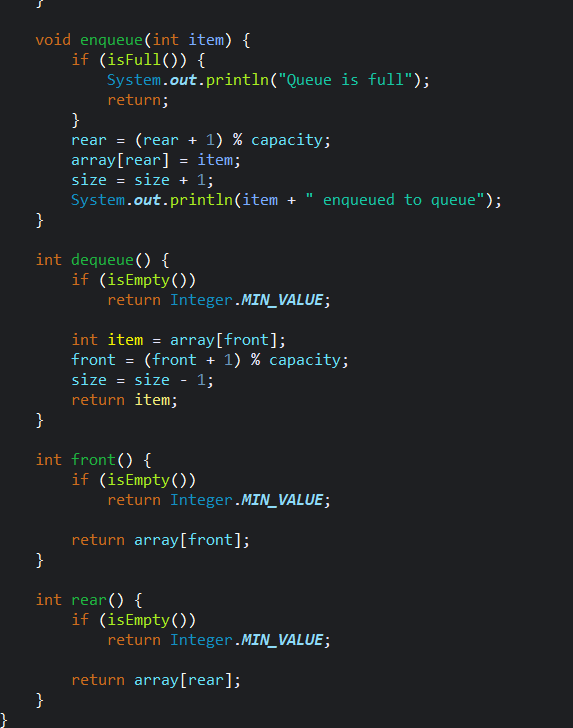 }
void enqueue(int item) {
if (isFull()) {
System.out.println("Queue is full");
return;
}
rear = (rear + 1) % capacity;
array[rear] = item;
size = size + 1;
System.out.println(item + " enqueued to queue");
}
int dequeue() {
if (isEmpty())
return Integer.MIN_VALUE;
int item = array[front];
front = (front + 1) % capacity;
size = size - 1;
return item;
}
int front() {
if (isEmpty())
return Integer.MIN_VALUE;
return array[front];
}
int rear() {
if (isEmpty())
return Integer.MIN_VALUE;
return array[rear];
}
}